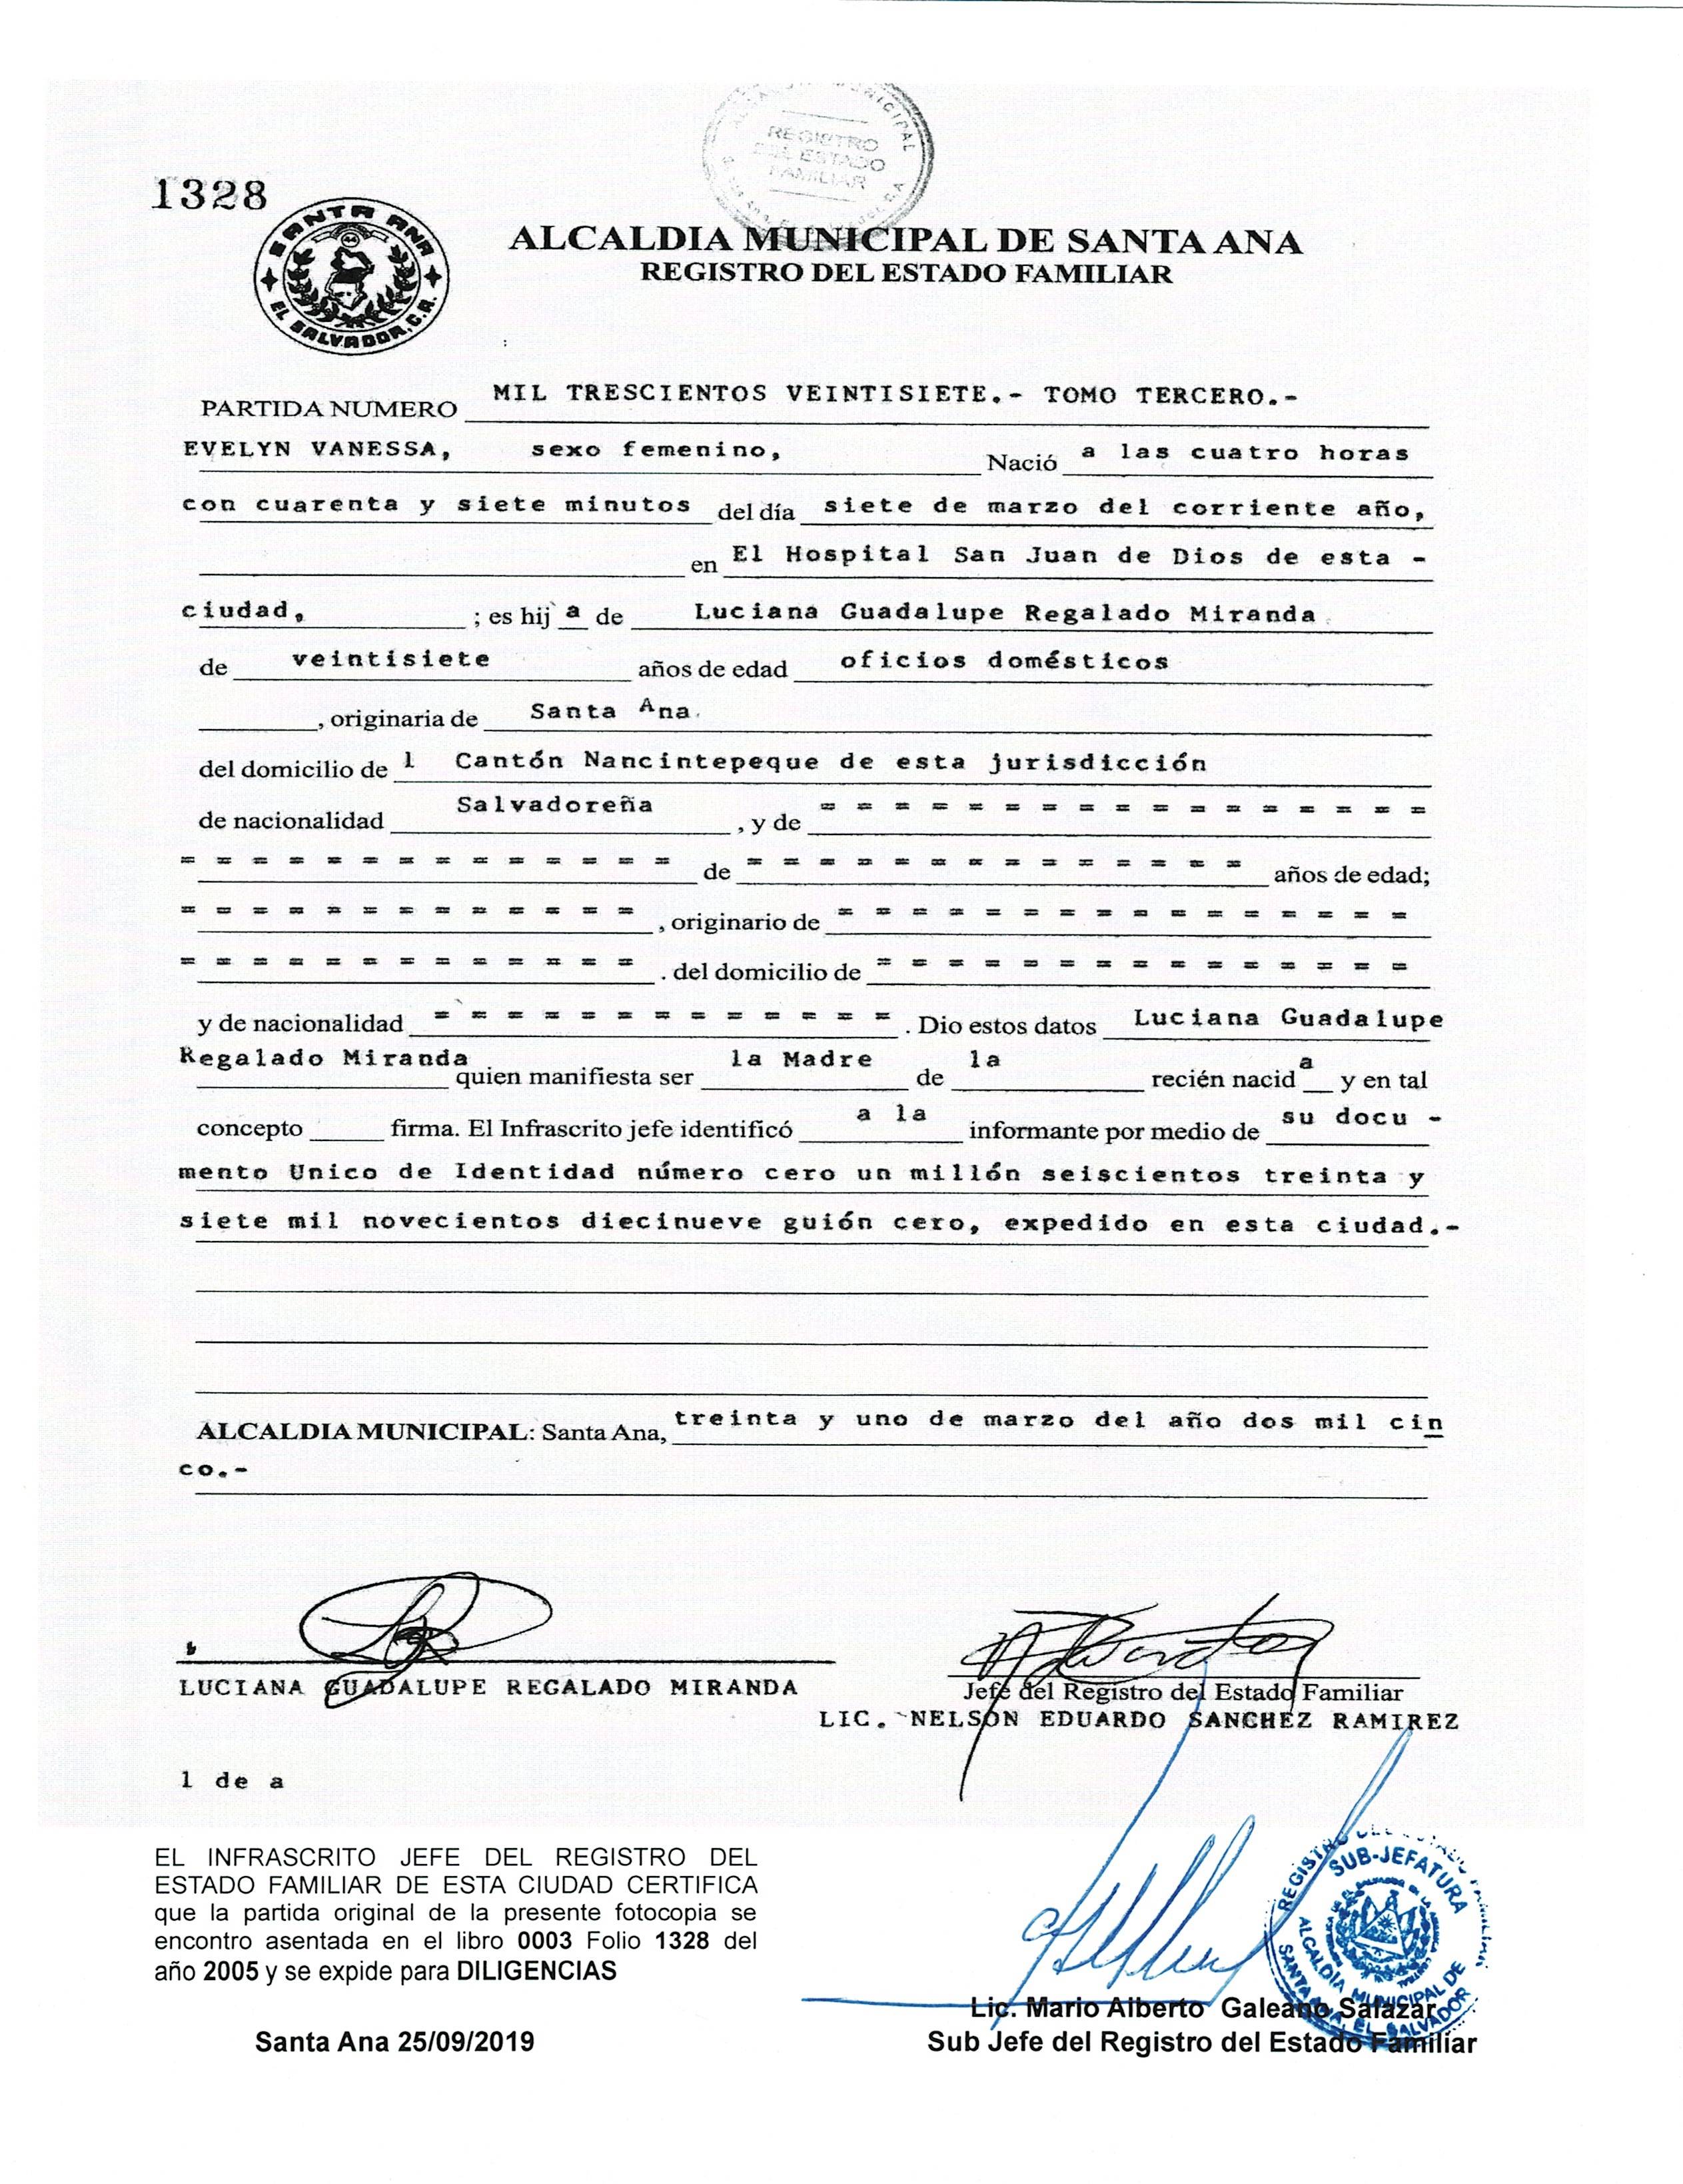 REGISTRO
DEL ESTADO
FAMILIAR
1328
SANTA ANA
EL SALVADOR, C.A.
ALCALDIA MUNICIPAL DE SANTA ANA
REGISTRO DEL ESTADO FAMILIAR
PARTIDA NUMERO MIL TRESCIENTOS VEINTISIETE.- TOMO TERCERO.-
EVELYN VANESSA, sexo femenino, Nació a las cuatro horas
con cuarenta y siete minutos del día siete de marzo del corriente año,
en El Hospital San Juan de Dios de esta -
ciudad, ; es hij a de Luciana Guadalupe Regalado Miranda
de veintisiete años de edad oficios domésticos
, originaria de Santa Ana.
del domicilio de l Cantón Nancintepeque de esta jurisdicción
de nacionalidad Salvadoreña , y de = = = = = = = = = = = = = = = = =
= = = = = = = = = = = = = = de = = = = = = = = = = = = = = años de edad;
= = = = = = = = = = = = = , originario de = = = = = = = = = = = = = = = =
= = = = = = = = = = = = = . del domicilio de = = = = = = = = = = = = = = =
y de nacionalidad = = = = = = = = = = = = = . Dio estos datos Luciana Guadalupe
Regalado Miranda quien manifiesta ser la Madre de la recién nacid a y en tal
concepto firma. El Infrascrito jefe identificó a la informante por medio de su docu -
mento Unico de Identidad número cero un millón seiscientos treinta y
siete mil novecientos diecinueve guión cero, expedido en esta ciudad.-
ALCALDIA MUNICIPAL: Santa Ana, treinta y uno de marzo del año dos mil cin
co.-
LUCIANA GUADALUPE REGALADO MIRANDA
Jefe del Registro del Estado Familiar
LIC. NELSON EDUARDO SANCHEZ RAMIREZ
l de a
EL INFRASCRITO JEFE DEL REGISTRO DEL
ESTADO FAMILIAR DE ESTA CIUDAD CERTIFICA
que la partida original de la presente fotocopia se
encontro asentada en el libro 0003 Folio 1328 del
año 2005 y se expide para DILIGENCIAS
Santa Ana 25/09/2019
SUB-JEFATURA
ALCALDIA MUNICIPAL DE
SANTA ANA, EL SALVADOR
Lic. Mario Alberto Galeano Salazar
Sub Jefe del Registro del Estado Familiar